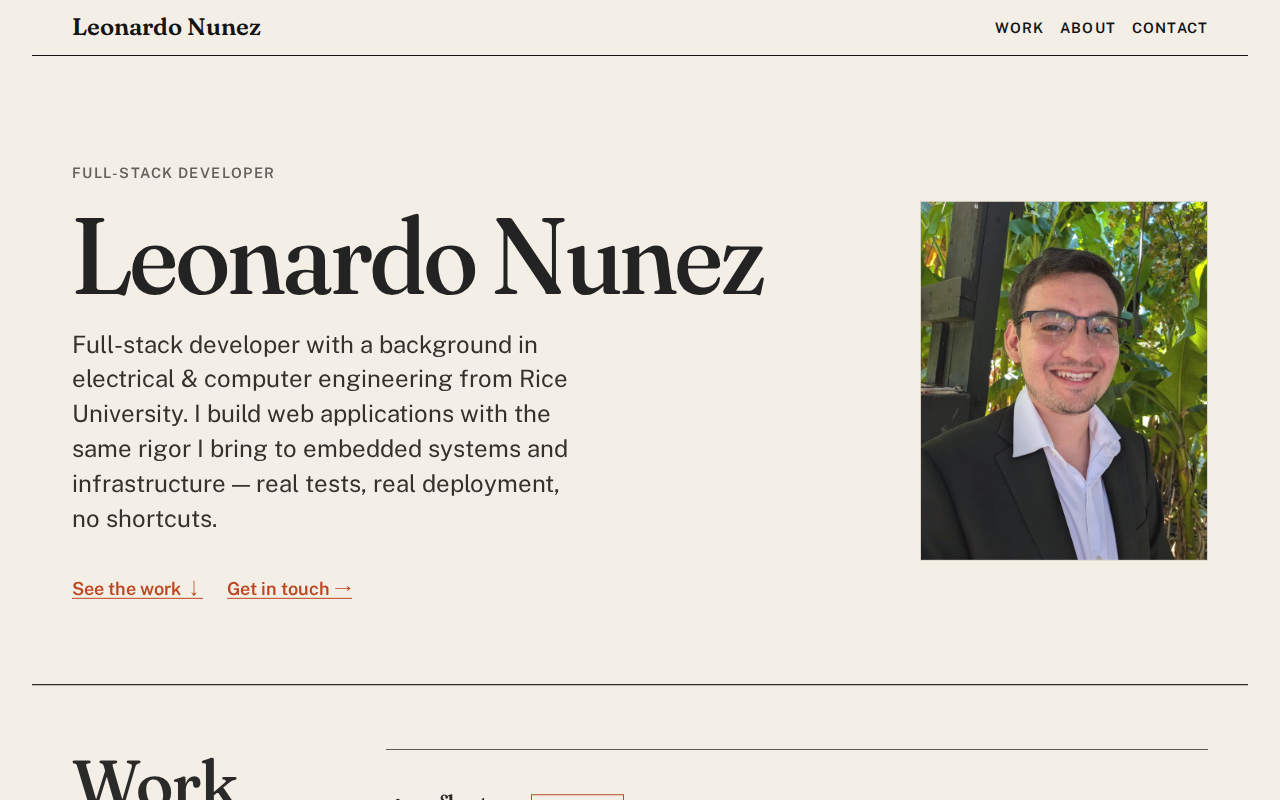 Leonardo Nunez
WORK ABOUT CONTACT
FULL-STACK DEVELOPER
Leonardo Nunez
Full-stack developer with a background in
electrical & computer engineering from Rice
University. I build web applications with the
same rigor I bring to embedded systems and
infrastructure — real tests, real deployment,
no shortcuts.
See the work ↓ Get in touch →
Work